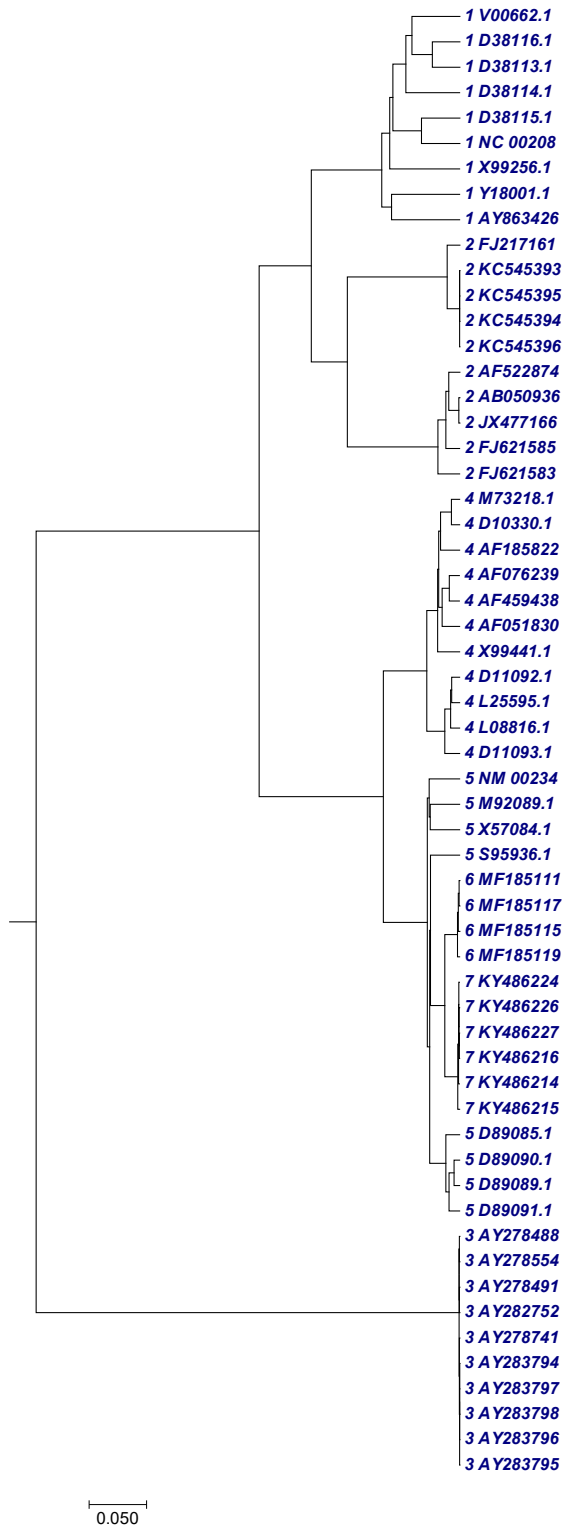 1 V00662.1
1 D38116.1
1 D38113.1
1 D38114.1
1 D38115.1
1 NC 00208
1 X99256.1
1 Y18001.1
1 AY863426
2 FJ217161
2 KC545393
2 KC545395
2 KC545394
2 KC545396
2 AF522874
2 AB050936
2 JX477166
2 FJ621585
2 FJ621583
4 M73218.1
4 D10330.1
4 AF185822
4 AF076239
4 AF459438
4 AF051830
4 X99441.1
4 D11092.1
4 L25595.1
4 L08816.1
4 D11093.1
5 NM 00234
5 M92089.1
5 X57084.1
5 S95936.1
6 MF185111
6 MF185117
6 MF185115
6 MF185119
7 KY486224
7 KY486226
7 KY486227
7 KY486216
7 KY486214
7 KY486215
5 D89085.1
5 D89090.1
5 D89089.1
5 D89091.1
3 AY278488
3 AY278554
3 AY278491
3 AY282752
3 AY278741
3 AY283794
3 AY283797
3 AY283798
3 AY283796
3 AY283795
0.050